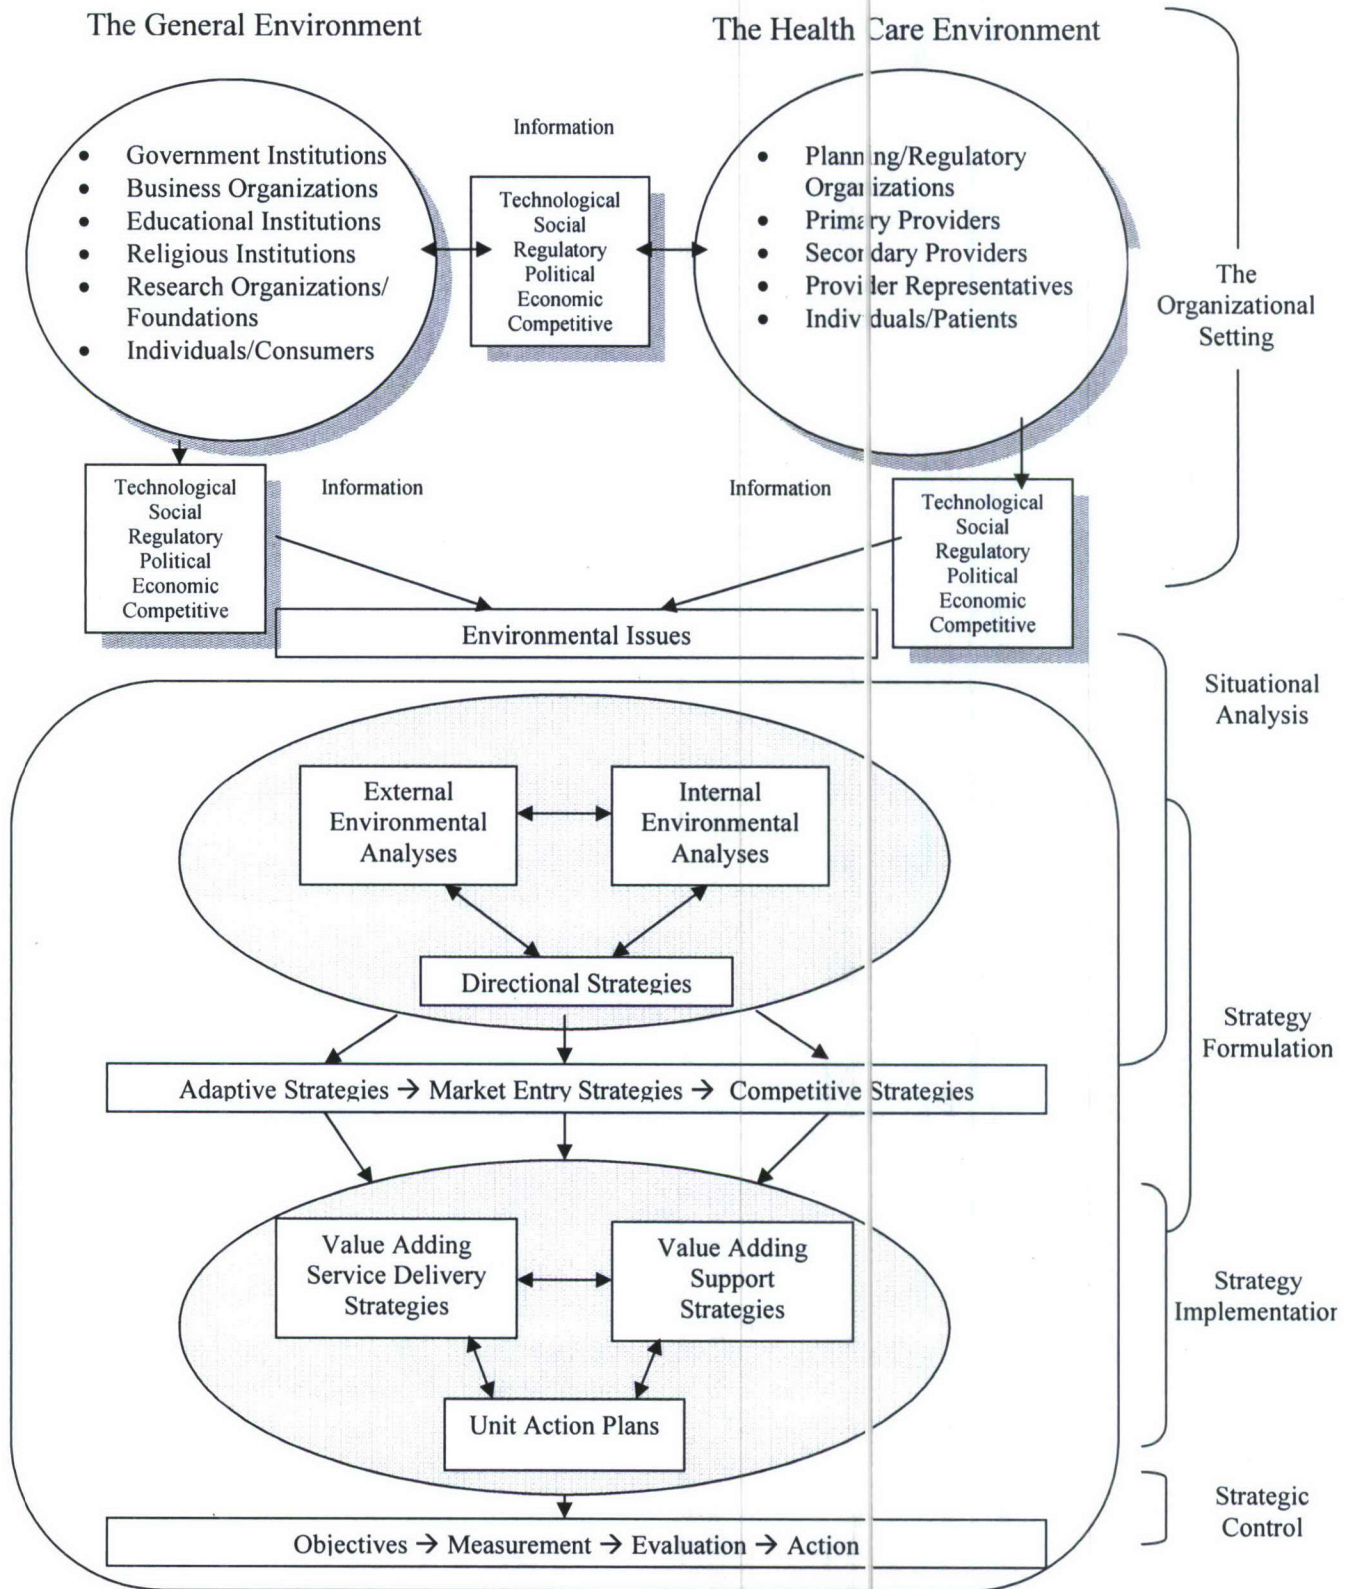 The General Environment
The Health Care Environment
• Government Institutions
• Business Organizations
• Educational Institutions
• Religious Institutions
• Research Organizations/
Foundations
• Individuals/Consumers
Information
Technological
Social
Regulatory
Political
Economic
Competitive
• Planning/Regulatory
Organizations
• Primary Providers
• Secondary Providers
• Provider Representatives
• Individuals/Patients
The
Organizational
Setting
Technological
Social
Regulatory
Political
Economic
Competitive
Information
Information
Technological
Social
Regulatory
Political
Economic
Competitive
Environmental Issues
Situational
Analysis
External
Environmental
Analyses
Internal
Environmental
Analyses
Directional Strategies
Strategy
Formulation
Adaptive Strategies → Market Entry Strategies → Competitive Strategies
Value Adding
Service Delivery
Strategies
Value Adding
Support
Strategies
Strategy
Implementation
Unit Action Plans
Strategic
Control
Objectives → Measurement → Evaluation → Action